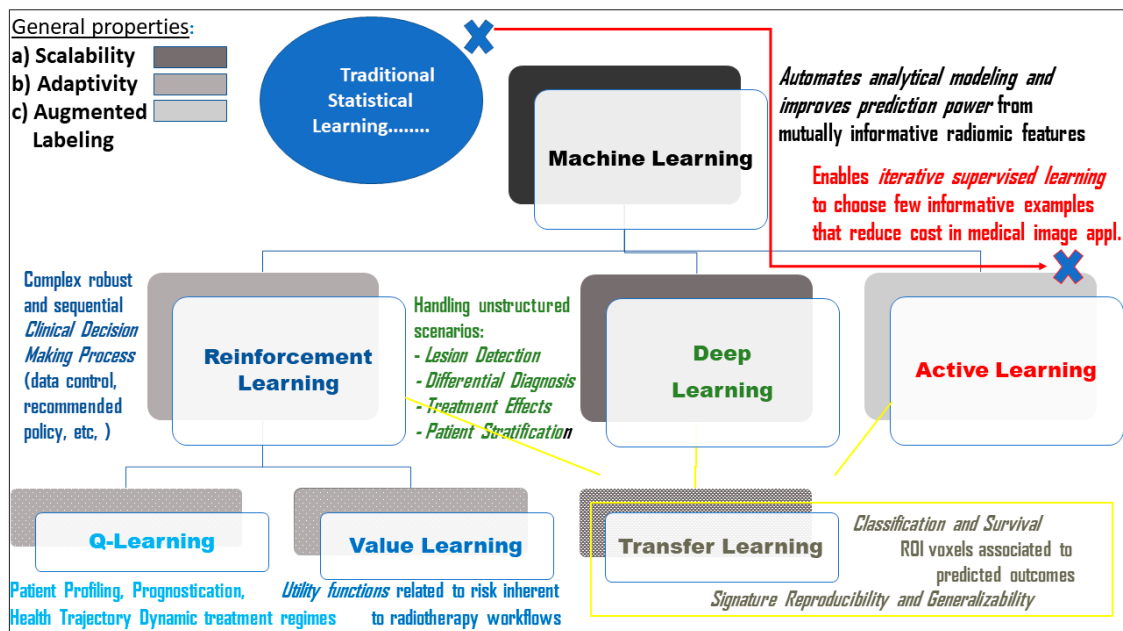 General properties:
a) Scalability
b) Adaptivity
c) Augmented
Labeling
Traditional
Statistical
Learning........
Machine Learning
Automates analytical modeling and
improves prediction power from
mutually informative radiomic features
Enables iterative supervised learning
to choose few informative examples
that reduce cost in medical image appl.
Complex robust
and sequential
Clinical Decision
Making Process
(data control,
recommended
policy, etc, )
Reinforcement
Learning
Handling unstructured
scenarios:
- Lesion Detection
- Differential Diagnosis
- Treatment Effects
- Patient Stratification
Deep
Learning
Active Learning
Q-Learning
Value Learning
Transfer Learning
Classification and Survival
ROI voxels associated to
predicted outcomes
Signature Reproducibility and Generalizability
Patient Profiling, Prognostication,
Health Trajectory Dynamic treatment regimes
Utility functions related to risk inherent
to radiotherapy workflows